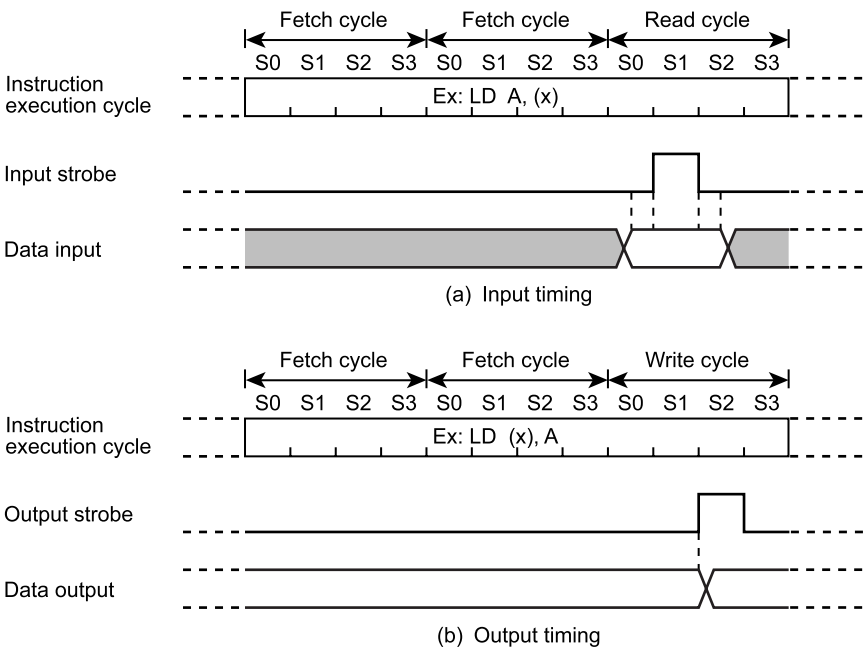 Fetch cycle Fetch cycle Read cycle
S0 S1 S2 S3 S0 S1 S2 S3 S0 S1 S2 S3
Instruction
execution cycle
Ex: LD A, (x)
Input strobe
Data input
(a) Input timing
Fetch cycle Fetch cycle Write cycle
S0 S1 S2 S3 S0 S1 S2 S3 S0 S1 S2 S3
Instruction
execution cycle
Ex: LD (x), A
Output strobe
Data output
(b) Output timing